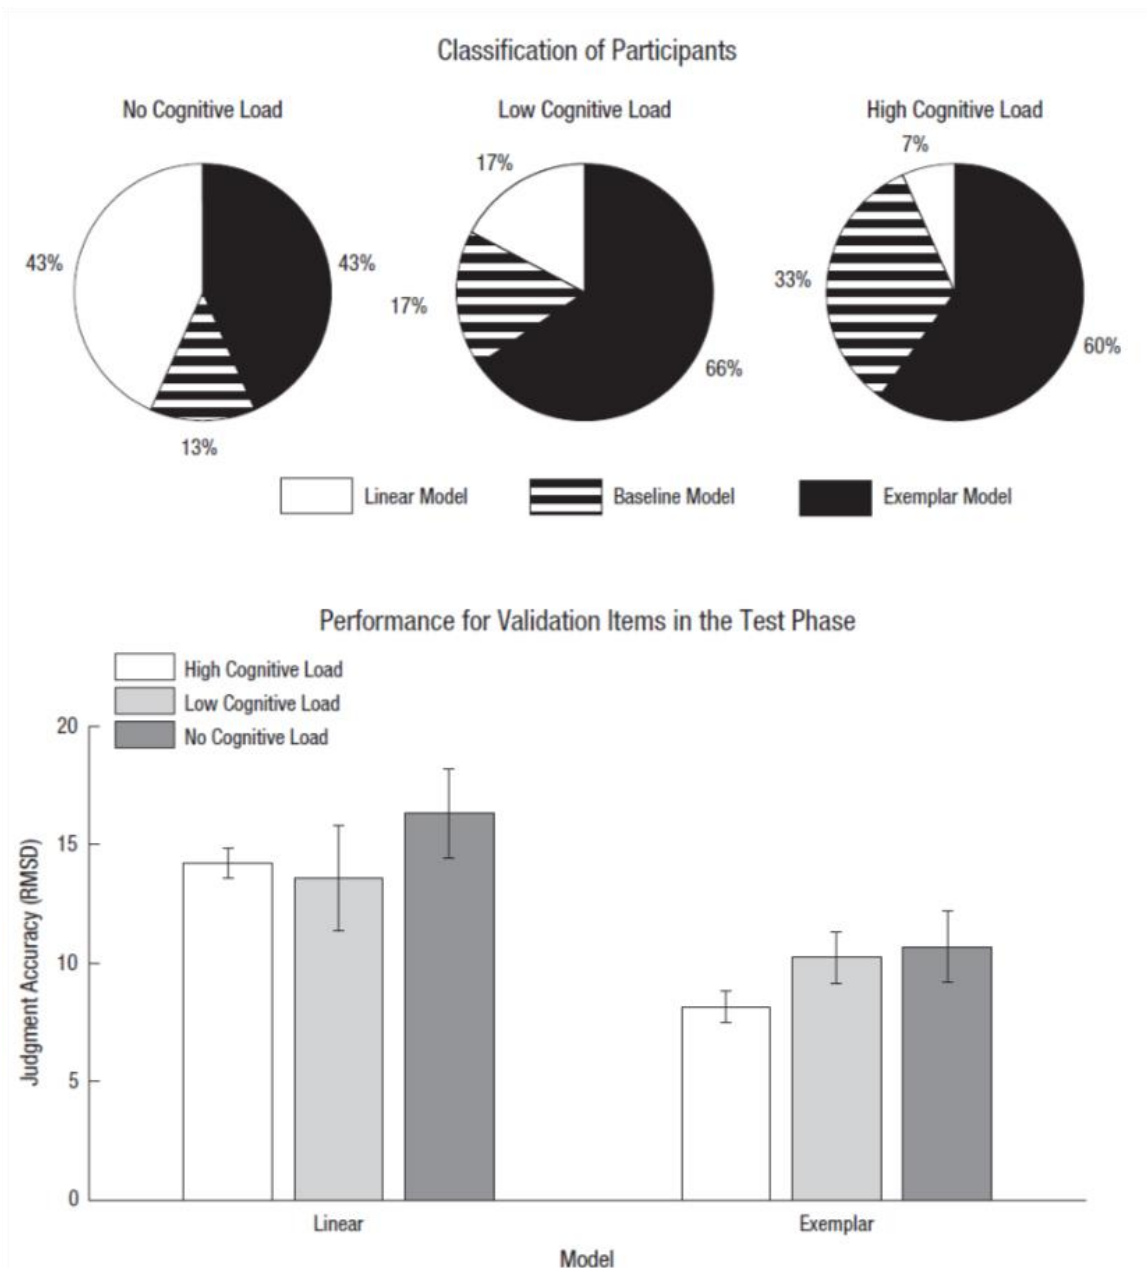 Classification of Participants
No Cognitive Load
Low Cognitive Load
High Cognitive Load
43%
43%
13%
17%
17%
66%
7%
33%
60%
Linear Model
Baseline Model
Exemplar Model
Performance for Validation Items in the Test Phase
High Cognitive Load
Low Cognitive Load
No Cognitive Load
Judgment Accuracy (RMSD)
20
15
10
5
0
Linear
Exemplar
Model